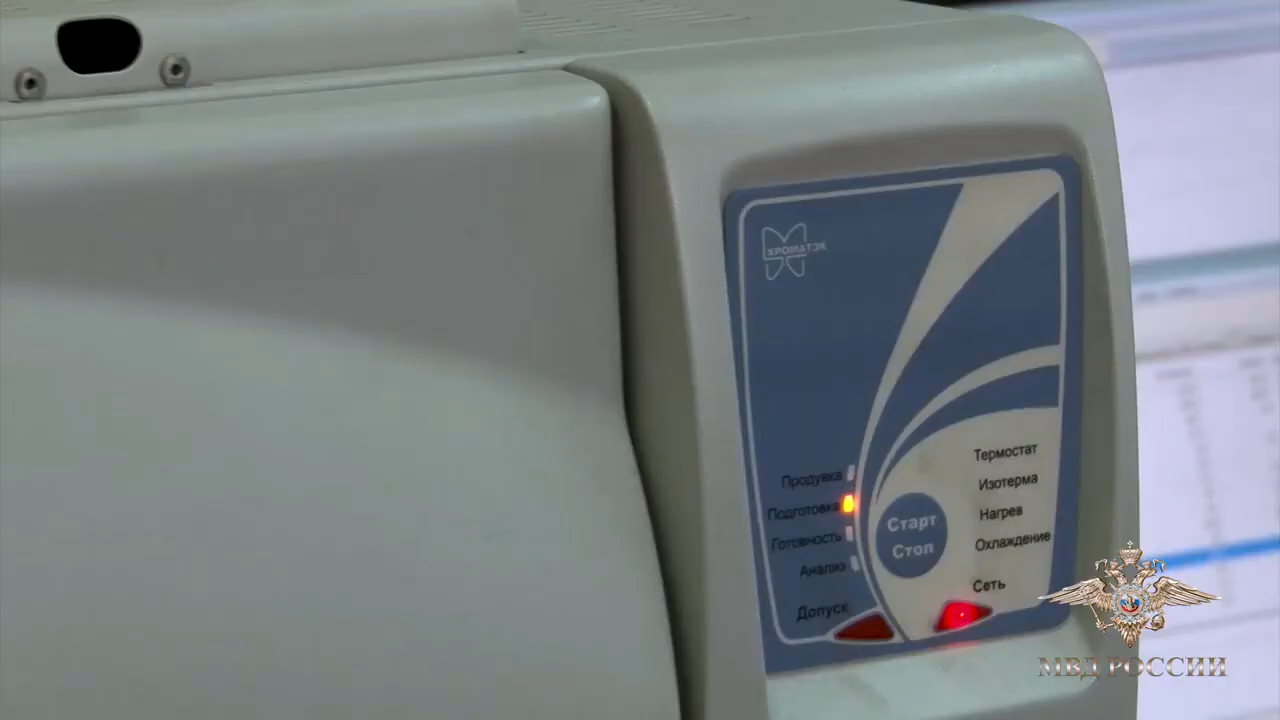 ХРОМАТЭК
Продувка
Подготовка
Готовность
Анализ
Допуск
Старт
Стоп
Термостат
Изотерма
Нагрев
Охлаждение
Сеть
МВД РОССИИ